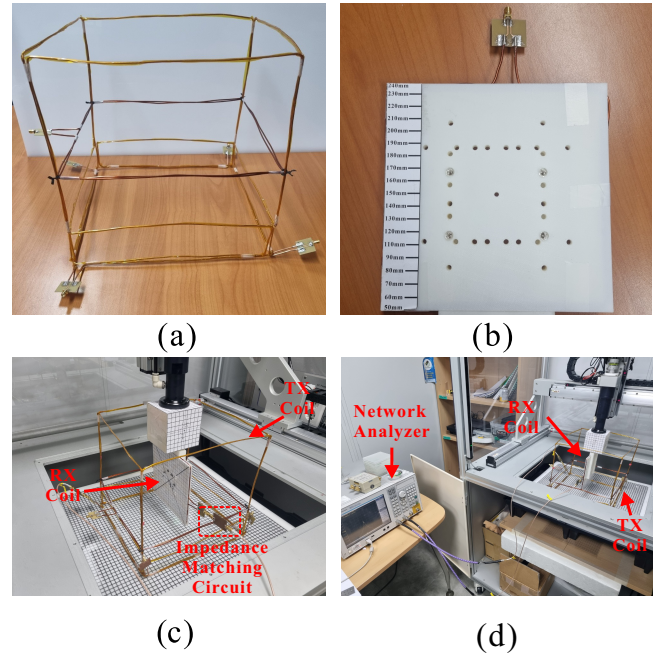 240mm
230mm
220mm
210mm
200mm
190mm
180mm
170mm
160mm
150mm
140mm
130mm
120mm
110mm
100mm
90mm
80mm
70mm
60mm
50mm
(a)
(b)
TX
Coil
RX
Coil
Impedance
Matching
Circuit
Network
Analyzer
RX
Coil
TX
Coil
(c)
(d)